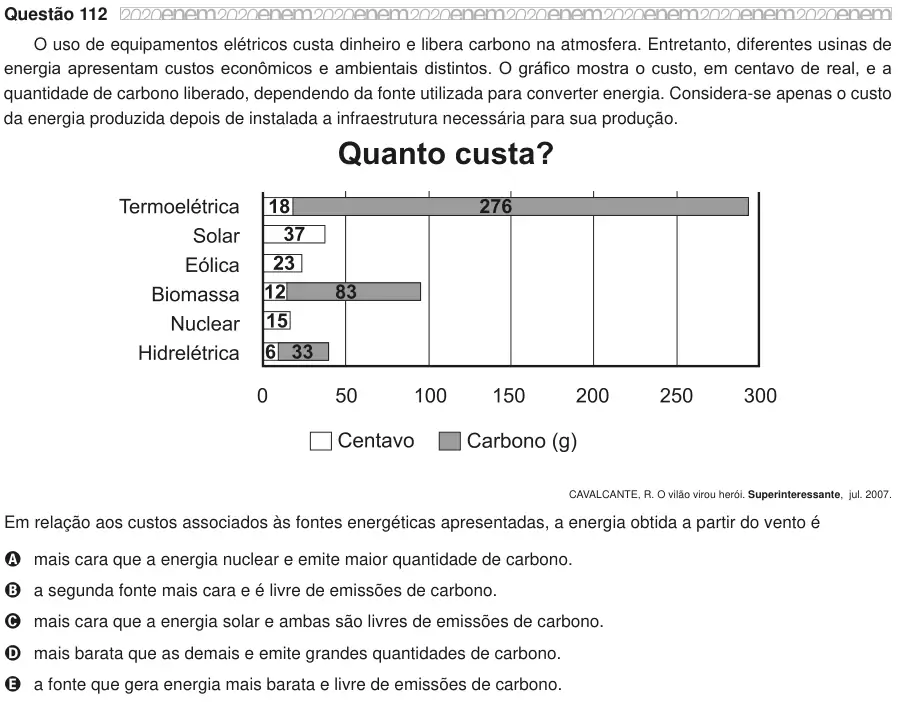 Questão 112 2020enem2020enem2020enem2020enem2020enem2020enem2020enem2020enem
O uso de equipamentos elétricos custa dinheiro e libera carbono na atmosfera. Entretanto, diferentes usinas de
energia apresentam custos econômicos e ambientais distintos. O gráfico mostra o custo, em centavo de real, e a
quantidade de carbono liberado, dependendo da fonte utilizada para converter energia. Considera-se apenas o custo
da energia produzida depois de instalada a infraestrutura necessária para sua produção.
Quanto custa?
Termoelétrica 18 276
Solar 37
Eólica 23
Biomassa 12 83
Nuclear 15
Hidrelétrica 6 33
0 50 100 150 200 250 300
Centavo Carbono (g)
CAVALCANTE, R. O vilão virou herói. Superinteressante, jul. 2007.
Em relação aos custos associados às fontes energéticas apresentadas, a energia obtida a partir do vento é
A mais cara que a energia nuclear e emite maior quantidade de carbono.
B a segunda fonte mais cara e é livre de emissões de carbono.
C mais cara que a energia solar e ambas são livres de emissões de carbono.
D mais barata que as demais e emite grandes quantidades de carbono.
E a fonte que gera energia mais barata e livre de emissões de carbono.